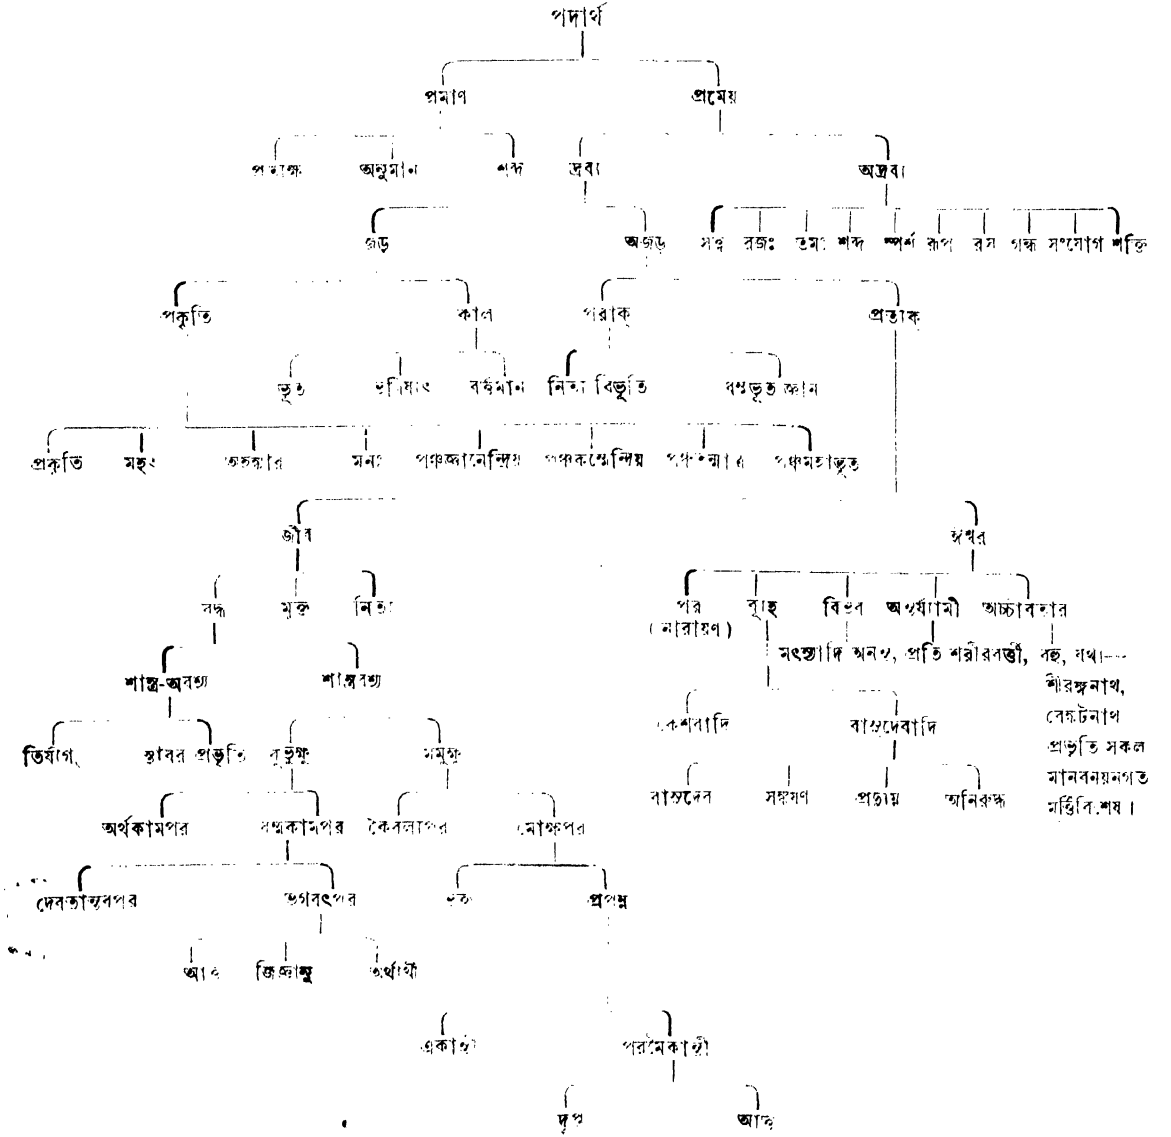 পদার্থ
প্রমাণ প্রমেয়
প্রত্যক্ষ অনুমান শব্দ দ্রব্য অদ্রব্য
জড় অজড় সত্ত্ব রজঃ তমঃ শব্দ স্পর্শ রূপ রস গন্ধ সংযোগ শক্তি
প্রকৃতি কাল পরাক্ প্রত্যক্
ভূত ভবিষ্যৎ বর্ত্তমান নিত্য বিভূতি ধর্ম্মভূত জ্ঞান
প্রকৃতি মহৎ অহঙ্কার মনঃ পঞ্চজ্ঞানেন্দ্রিয় পঞ্চকর্ম্মেন্দ্রিয় পঞ্চতন্মাত্র পঞ্চমহাভূত
জীব ঈশ্বর
বদ্ধ মুক্ত নিত্য পর ব্যূহ বিভব অন্তর্য্যামী অর্চ্চাবতার
(নারায়ণ)
মৎস্যাদি অনন্ত, প্রতি শরীরবর্ত্তী, বহু, যথা—
শাস্ত্র-অবশ্য শাস্ত্রবশ্য শ্রীরঙ্গনাথ,
কেশবাদি বাসুদেবাদি বেঙ্কটনাথ
তির্যগ্ স্থাবর প্রভৃতি বুভুক্ষু মুমুক্ষু প্রভৃতি সকল
মানবনয়নগত
বাসুদেব সঙ্কর্ষণ প্রদ্যুম্ন অনিরুদ্ধ মূর্ত্তিবিশেষ।
অর্থকামপর ধর্ম্মকামপর কৈবল্যপর মোক্ষপর
দেবতান্তরপর ভগবৎপর ভক্ত প্রপন্ন
আর্ত্ত জিজ্ঞাসু অর্থার্থী
একান্তী পরমৈকান্তী
দৃপ্ত আর্ত্ত